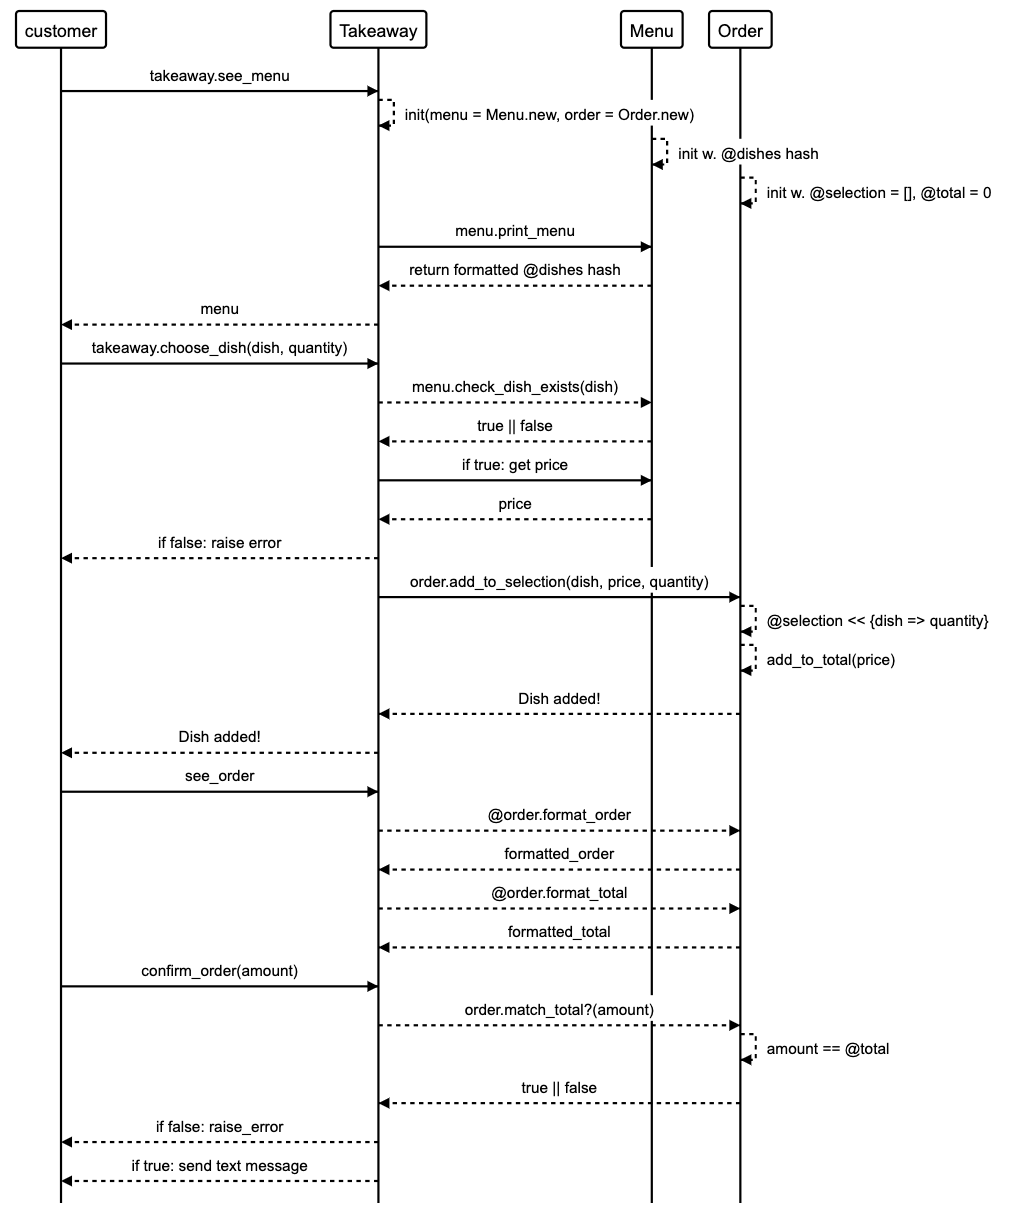 customer
Takeaway
Menu
Order
takeaway.see_menu
init(menu = Menu.new, order = Order.new)
init w. @dishes hash
init w. @selection = [], @total = 0
menu.print_menu
return formatted @dishes hash
menu
takeaway.choose_dish(dish, quantity)
menu.check_dish_exists(dish)
true || false
if true: get price
price
if false: raise error
order.add_to_selection(dish, price, quantity)
@selection << {dish => quantity}
add_to_total(price)
Dish added!
Dish added!
see_order
@order.format_order
formatted_order
@order.format_total
formatted_total
confirm_order(amount)
order.match_total?(amount)
amount == @total
true || false
if false: raise_error
if true: send text message